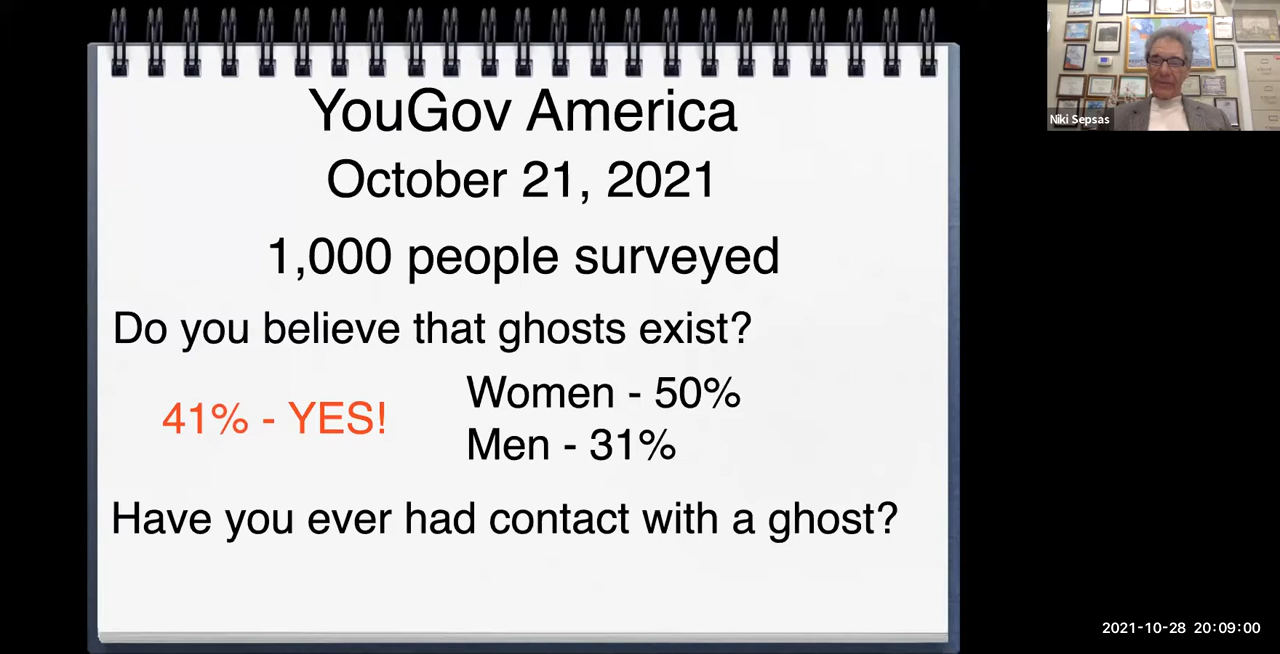 YouGov America
October 21, 2021
1,000 people surveyed
Do you believe that ghosts exist?
41% - YES!
Women - 50%
Men - 31%
Have you ever had contact with a ghost?
Niki Sepsas
2021-10-28 20:09:00